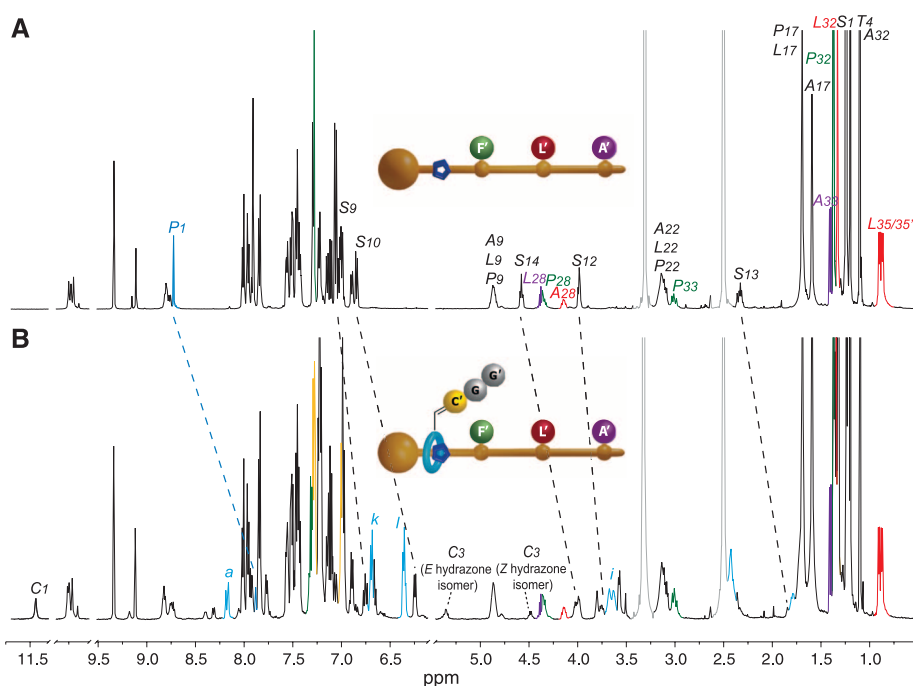 A
P17 L32 S1 T4
L17 A32
P32
A17
P1
S9
S10
F' L' A'
A9
L9
P9
S14
L28 P28
A28
S12
A22
L22
P22
P33
S13
A33
L35/35'
B
C' G G'
F' L' A'
C1
a
k
l
C3
(E hydrazone
isomer)
C3
(Z hydrazone
isomer)
i
11.5 10.0 9.5 9.0 8.5 8.0 7.5 7.0 6.5 5.0 4.5 4.0 3.5 3.0 2.5 2.0 1.5 1.0
ppm